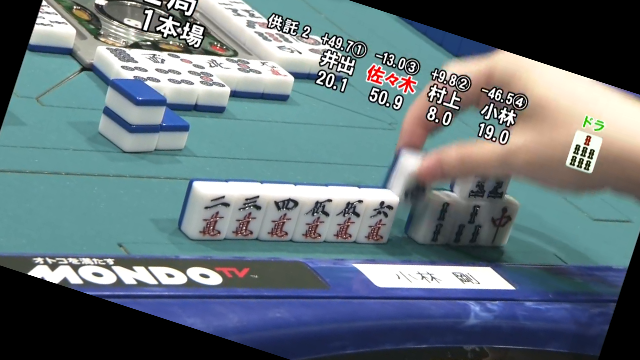 1本場
供託 2
+49.7① -13.0③ +9.8② -46.5④
井出 佐々木 村上 小林
20.1 50.9 8.0 19.0
ドラ
二 三 四 伍 伍 六
萬 萬 萬 萬 萬 萬
中
オトコを満たす
MONDO TV
小林 剛